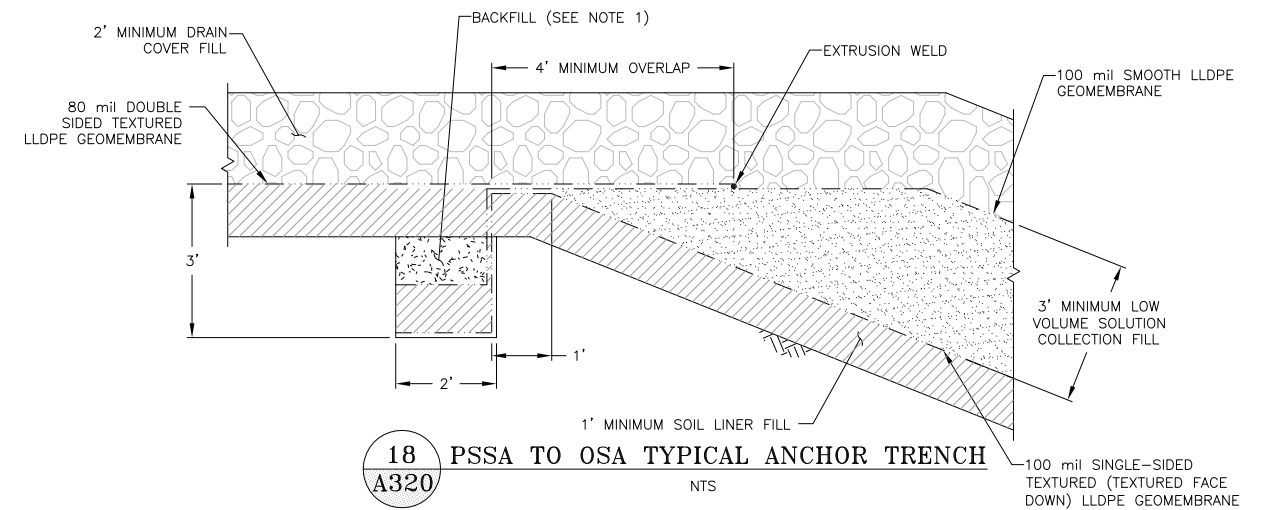 BACKFILL (SEE NOTE 1)
2' MINIMUM DRAIN
COVER FILL
EXTRUSION WELD
4' MINIMUM OVERLAP
100 mil SMOOTH LLDPE
GEOMEMBRANE
80 mil DOUBLE
SIDED TEXTURED
LLDPE GEOMEMBRANE
3'
3' MINIMUM LOW
VOLUME SOLUTION
COLLECTION FILL
1'
2'
1' MINIMUM SOIL LINER FILL
18
A320
PSSA TO OSA TYPICAL ANCHOR TRENCH
NTS
100 mil SINGLE-SIDED
TEXTURED (TEXTURED FACE
DOWN) LLDPE GEOMEMBRANE